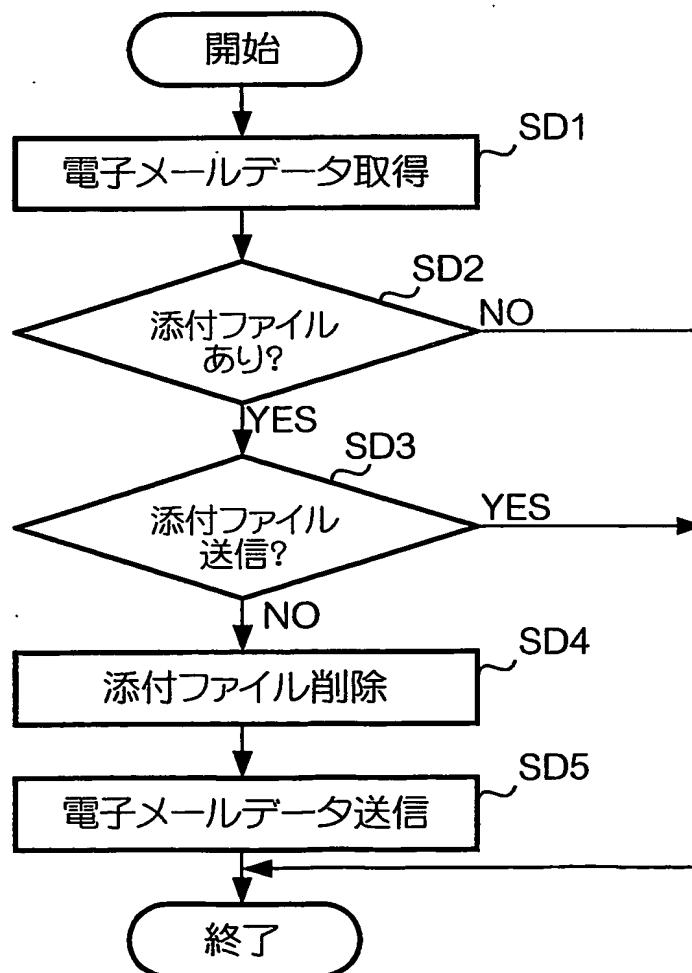 開始
SD1
電子メールデータ取得
SD2
添付ファイル
あり?
NO
YES
SD3
添付ファイル
送信?
YES
NO
SD4
添付ファイル削除
SD5
電子メールデータ送信
終了